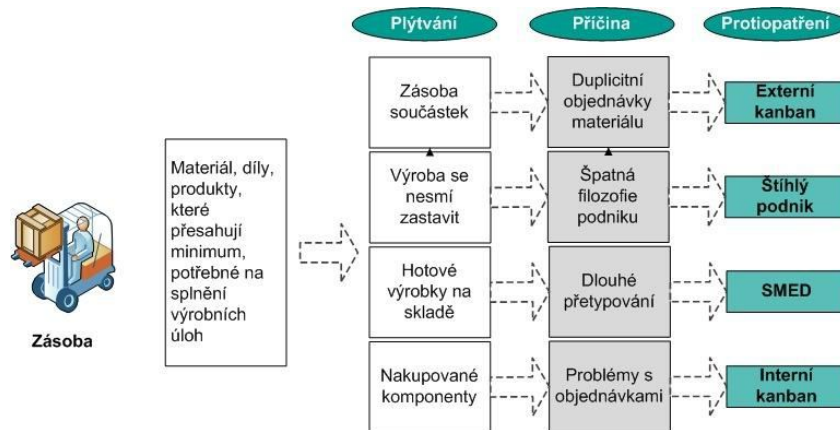 Plýtvání
Příčina
Protiopatření
Zásoba
součástek
Duplicitní
objednávky
materiálu
Externí
kanban
Materiál, díly,
produkty,
které
přesahují
minimum,
potřebné na
splnění
výrobních
úloh
Výroba se
nesmí
zastavit
Špatná
filozofie
podniku
Štíhlý
podnik
Hotové
výrobky na
skladě
Dlouhé
přetypování
SMED
Zásoba
Nakupované
komponenty
Problémy s
objednávkami
Interní
kanban